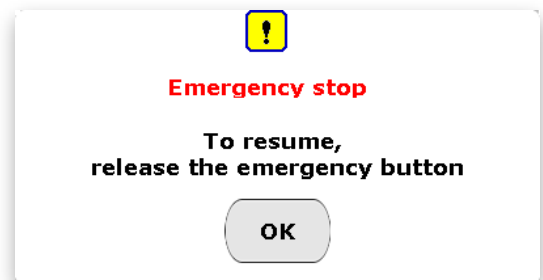 !
Emergency stop
To resume,
release the emergency button
OK